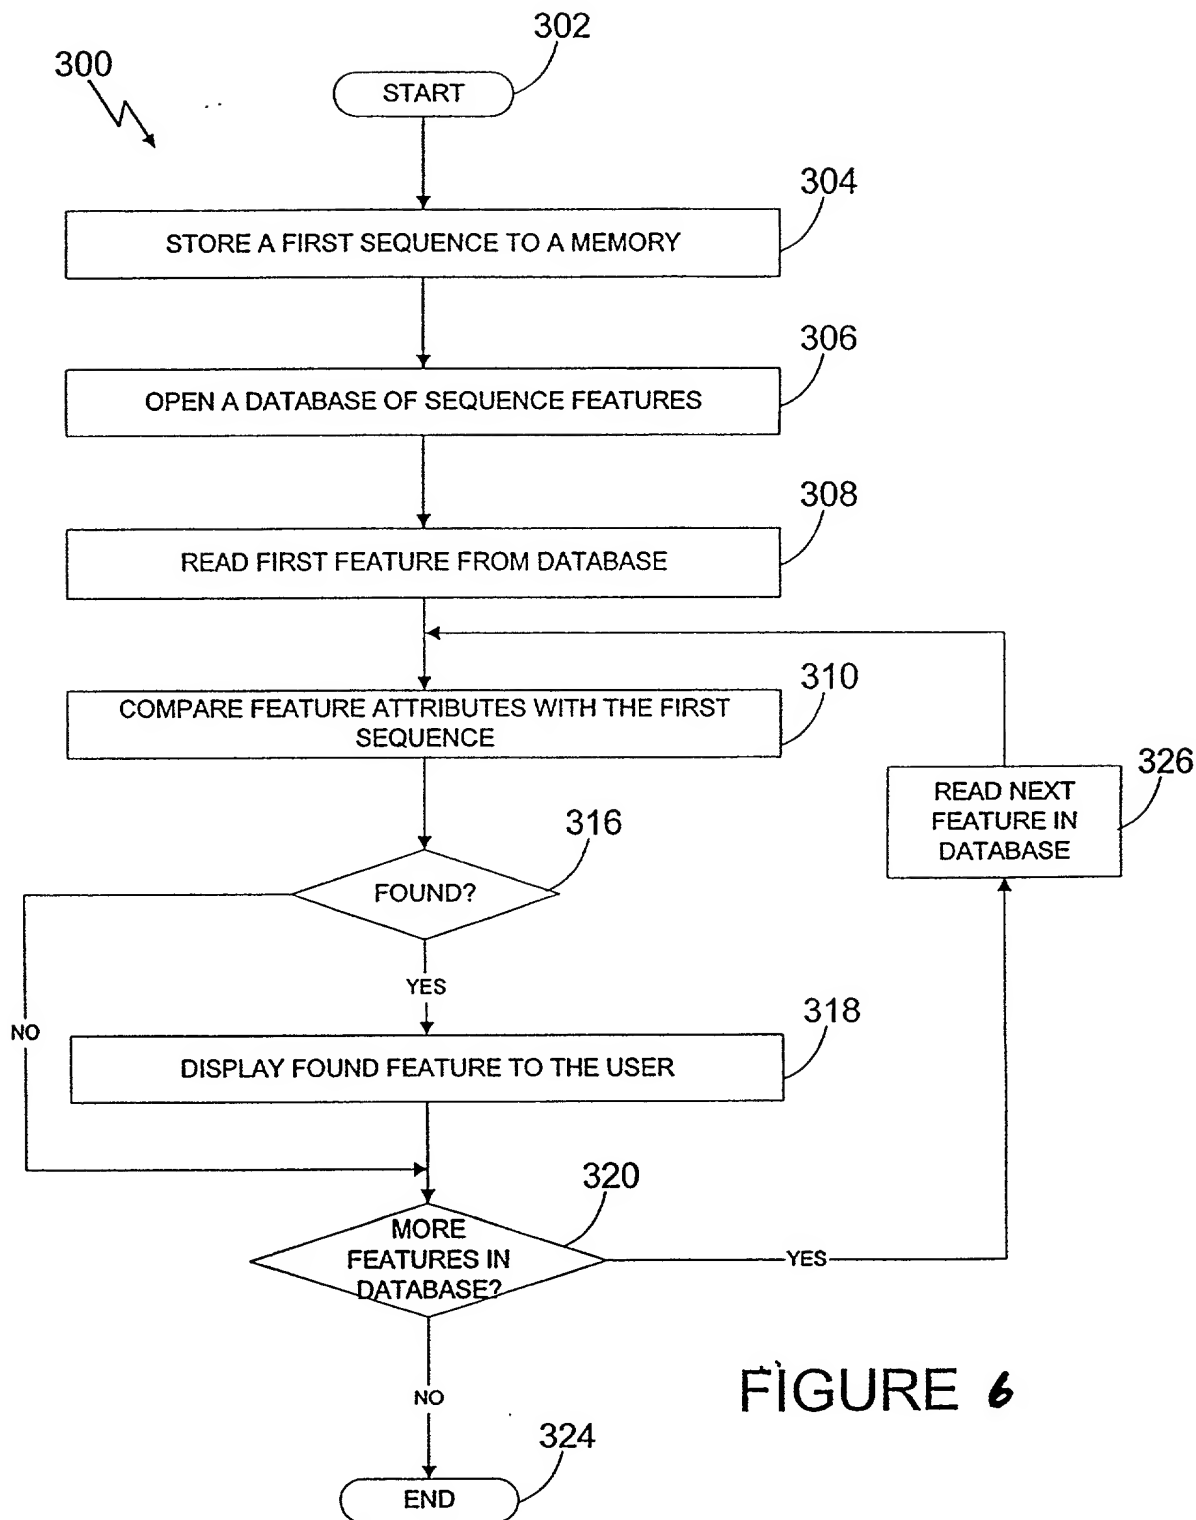 302
300
START
304
STORE A FIRST SEQUENCE TO A MEMORY
306
OPEN A DATABASE OF SEQUENCE FEATURES
308
READ FIRST FEATURE FROM DATABASE
310
COMPARE FEATURE ATTRIBUTES WITH THE FIRST
SEQUENCE
326
READ NEXT
FEATURE IN
DATABASE
316
FOUND?
YES
NO
318
DISPLAY FOUND FEATURE TO THE USER
320
MORE
FEATURES IN
DATABASE?
YES
NO
FIGURE 6
324
END